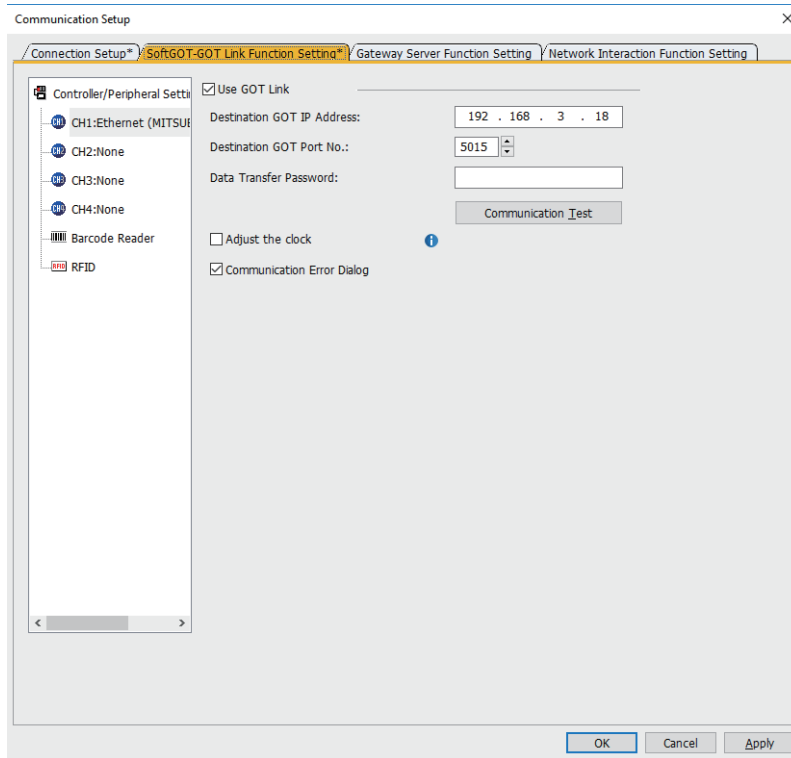 Communication Setup
Connection Setup* SoftGOT-GOT Link Function Setting* Gateway Server Function Setting Network Interaction Function Setting
Controller/Peripheral Setti
CH1:Ethernet (MITSUE
CH2:None
CH3:None
CH4:None
Barcode Reader
RFID
Use GOT Link
Destination GOT IP Address: 192 . 168 . 3 . 18
Destination GOT Port No.: 5015
Data Transfer Password:
Communication Test
Adjust the clock
Communication Error Dialog
OK Cancel Apply